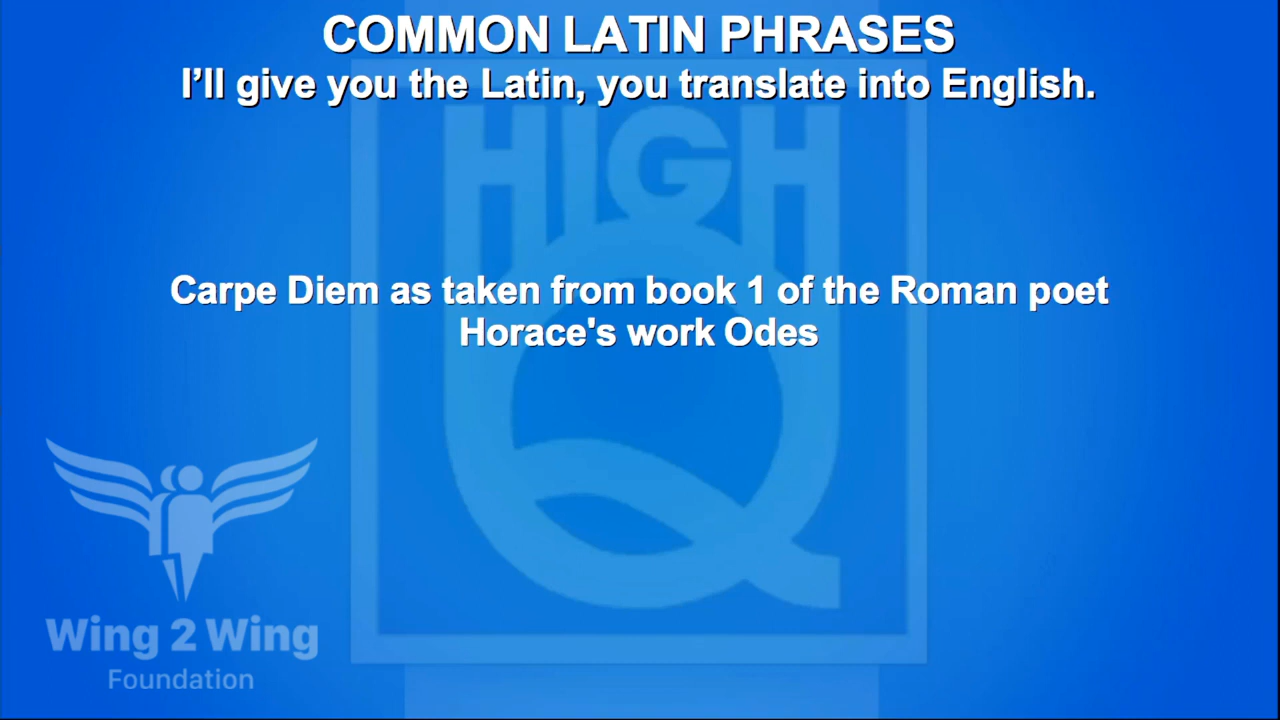 COMMON LATIN PHRASES
I’ll give you the Latin, you translate into English.
HIGH
Q
Carpe Diem as taken from book 1 of the Roman poet
Horace's work Odes
Wing 2 Wing
Foundation